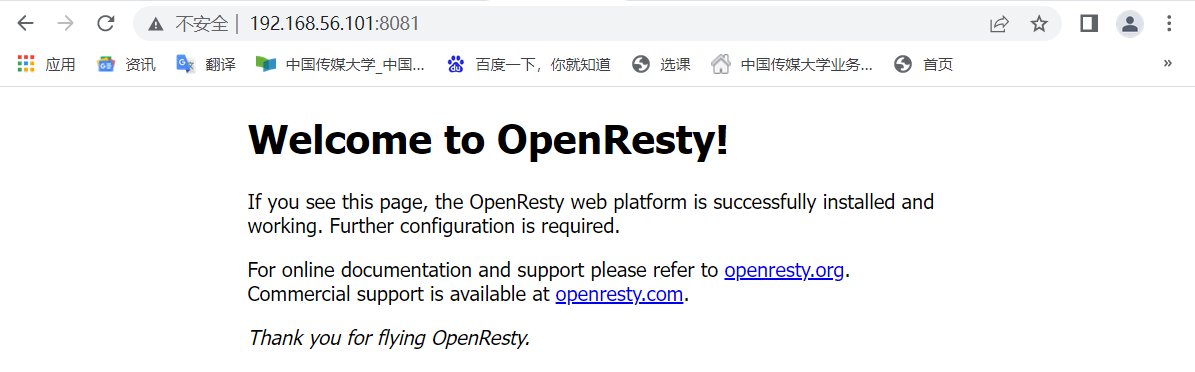 不安全 | 192.168.56.101:8081
应用 资讯 翻译 中国传媒大学_中国... 百度一下，你就知道 选课 中国传媒大学业务... 首页 »
Welcome to OpenResty!
If you see this page, the OpenResty web platform is successfully installed and
working. Further configuration is required.
For online documentation and support please refer to openresty.org.
Commercial support is available at openresty.com.
Thank you for flying OpenResty.